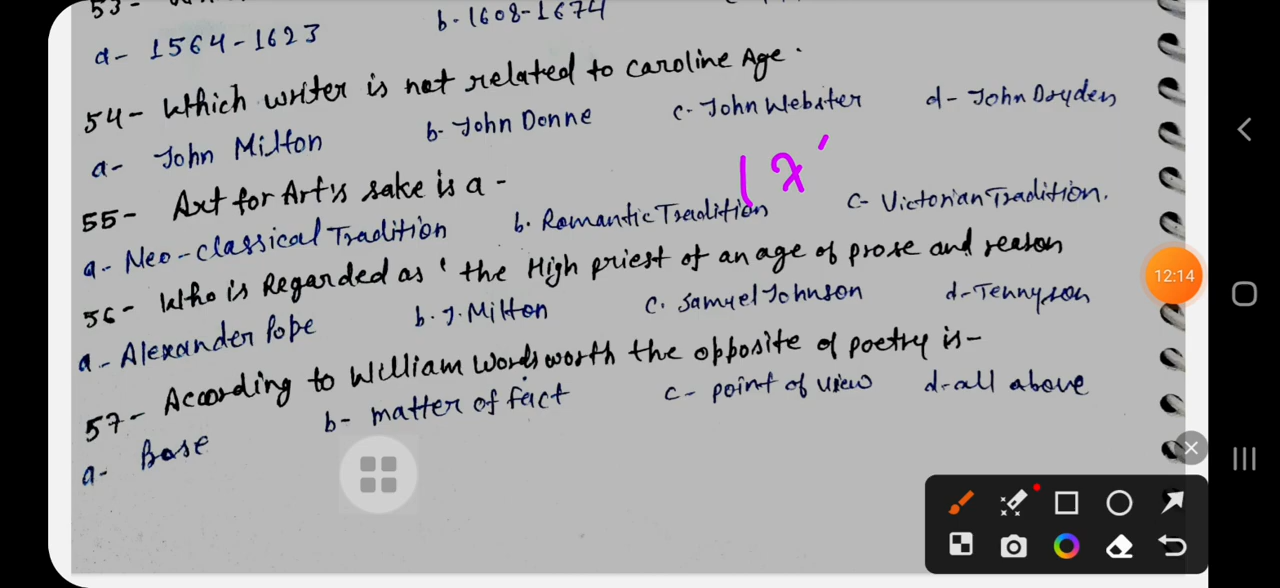 53-
a- 1564-1623 b. 1608-1674
54- Which writer is not related to Caroline Age.
a- John Milton b- John Donne c- John Webster d- John Dryden
55- Art for Art's sake is a -
a- Neo-classical Tradition b. Romantic Tradition c- Victorian Tradition.
56- Who is Regarded as ' the High priest of an age of prose and reason
a- Alexander Pope b. J. Milton c. Samuel Johnson d- Tennyson
57- According to William Wordsworth the opposite of poetry is-
a- Base b- matter of fact c- point of view d- all above
12:14